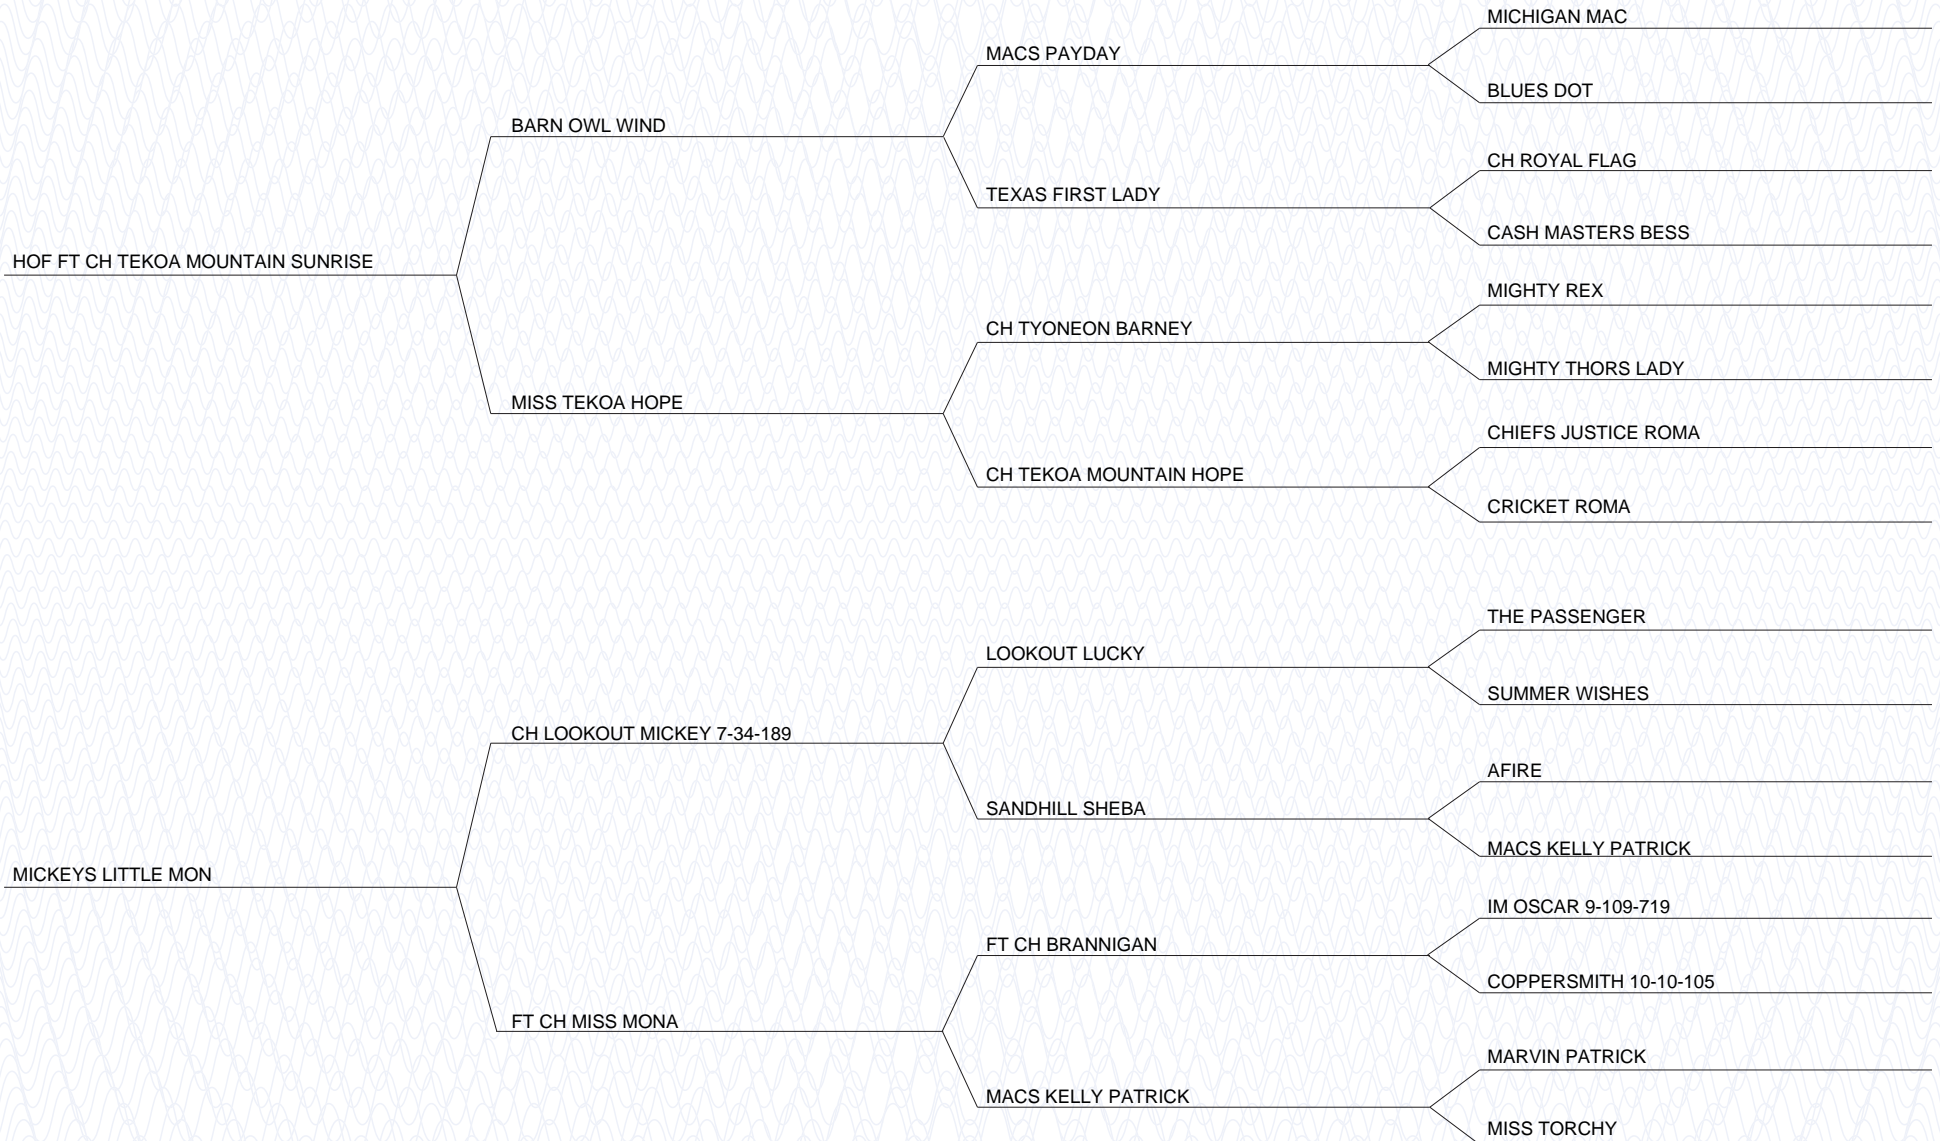 MICHIGAN MAC
MACS PAYDAY
BLUES DOT
BARN OWL WIND
CH ROYAL FLAG
TEXAS FIRST LADY
CASH MASTERS BESS
HOF FT CH TEKOA MOUNTAIN SUNRISE
MIGHTY REX
CH TYONEON BARNEY
MIGHTY THORS LADY
MISS TEKOA HOPE
CHIEFS JUSTICE ROMA
CH TEKOA MOUNTAIN HOPE
CRICKET ROMA
THE PASSENGER
LOOKOUT LUCKY
SUMMER WISHES
CH LOOKOUT MICKEY 7-34-189
AFIRE
SANDHILL SHEBA
MACS KELLY PATRICK
MICKEYS LITTLE MON
IM OSCAR 9-109-719
FT CH BRANNIGAN
COPPERSMITH 10-10-105
FT CH MISS MONA
MARVIN PATRICK
MACS KELLY PATRICK
MISS TORCHY